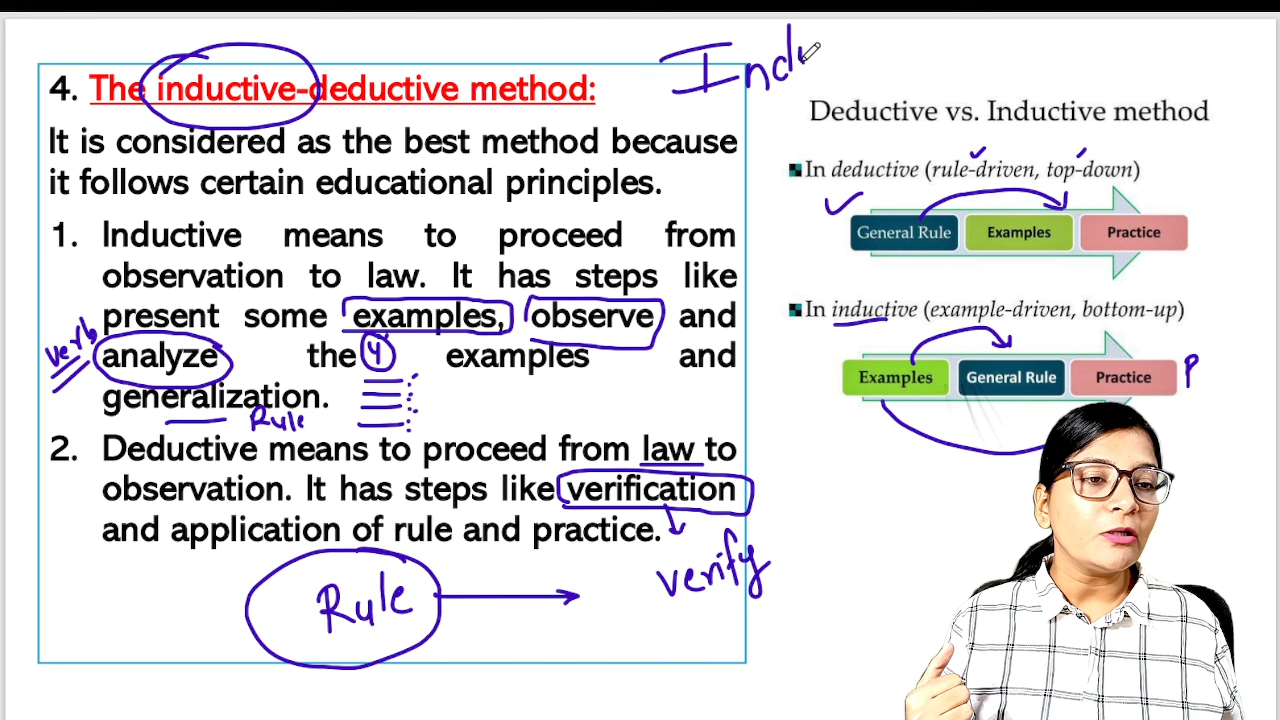 Ind
4. The inductive-deductive method:
It is considered as the best method because
it follows certain educational principles.
1. Inductive means to proceed from
observation to law. It has steps like
present some examples, observe and
verb
analyze the 4 examples and
generalization.
Rule
2. Deductive means to proceed from law to
observation. It has steps like verification
and application of rule and practice.
verify
Rule
Deductive vs. Inductive method
In deductive (rule-driven, top-down)
General Rule Examples Practice
In inductive (example-driven, bottom-up)
Examples General Rule Practice P